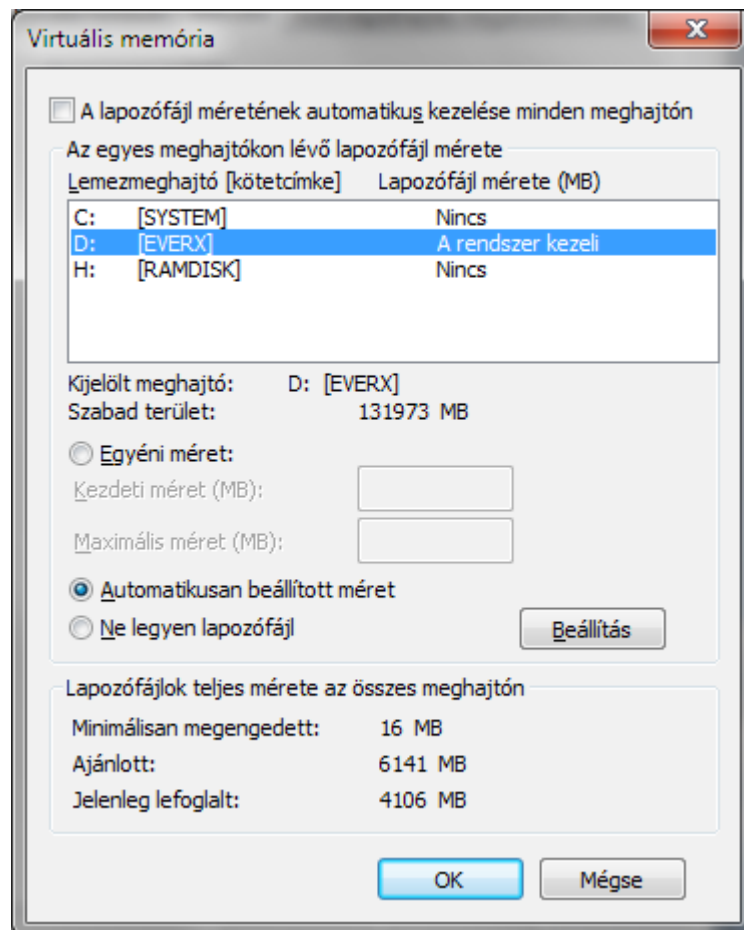 Virtuális memória
A lapozófájl méretének automatikus kezelése minden meghajtón
Az egyes meghajtókon lévő lapozófájl mérete
Lemezmeghajtó [kötetcímke] Lapozófájl mérete (MB)
C: [SYSTEM] Nincs
D: [EVERX] A rendszer kezeli
H: [RAMDISK] Nincs
Kijelölt meghajtó: D: [EVERX]
Szabad terület: 131973 MB
Egyéni méret:
Kezdeti méret (MB):
Maximális méret (MB):
Automatikusan beállított méret
Ne legyen lapozófájl Beállítás
Lapozófájlok teljes mérete az összes meghajtón
Minimálisan megengedett: 16 MB
Ajánlott: 6141 MB
Jelenleg lefoglalt: 4106 MB
OK Mégse